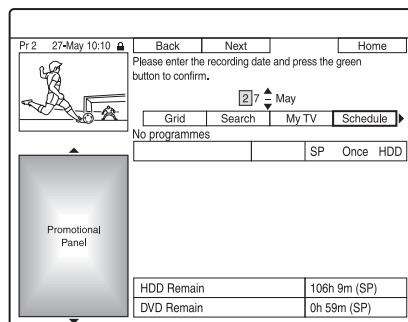 Pr 2 27-May 10:10 Back Next Home
Please enter the recording date and press the green
button to confirm.
27 May
Grid Search My TV Schedule
No programmes
SP Once HDD
Promotional
Panel
HDD Remain 106h 9m (SP)
DVD Remain 0h 59m (SP)